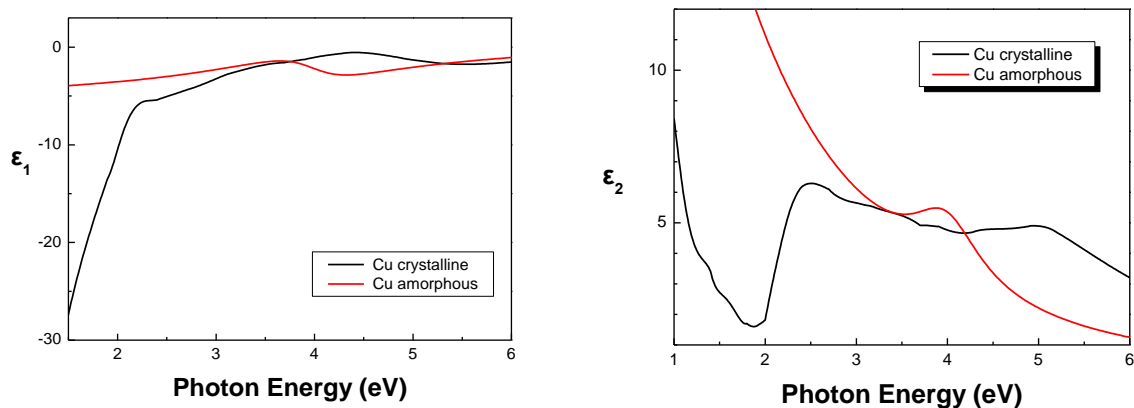 0
-10
-20
-30
ε1
Cu crystalline
Cu amorphous
2 3 4 5 6
Photon Energy (eV)
10
5
ε2
Cu crystalline
Cu amorphous
1 2 3 4 5 6
Photon Energy (eV)